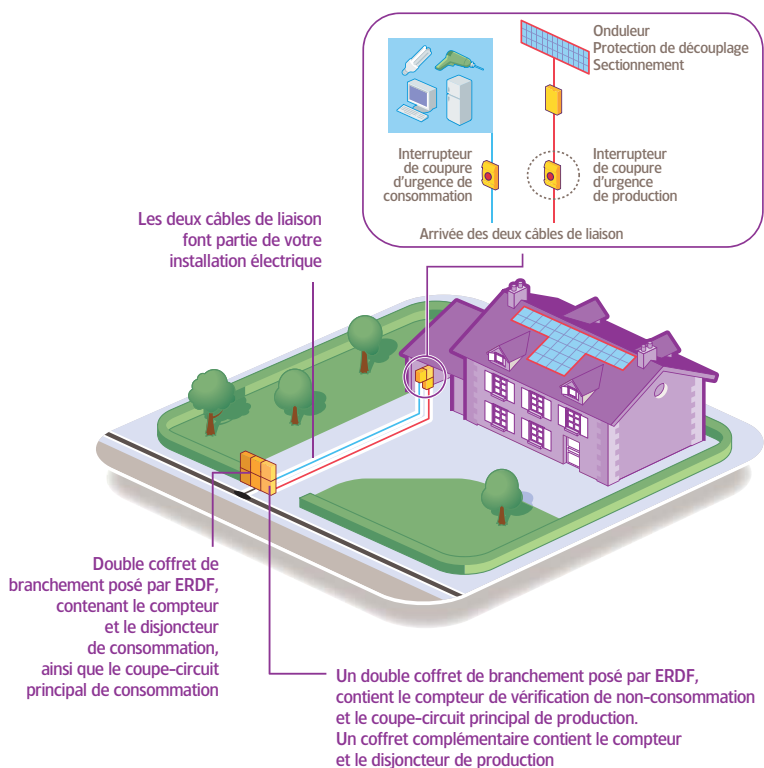 Onduleur
Protection de découplage
Sectionnement
Interrupteur
de coupure
d'urgence de
consommation
Interrupteur
de coupure
d'urgence
de production
Arrivée des deux câbles de liaison
Les deux câbles de liaison
font partie de votre
installation électrique
Double coffret de
branchement posé par ERDF,
contenant le compteur
et le disjoncteur
de consommation,
ainsi que le coupe-circuit
principal de consommation
Un double coffret de branchement posé par ERDF,
contient le compteur de vérification de non-consommation
et le coupe-circuit principal de production.
Un coffret complémentaire contient le compteur
et le disjoncteur de production